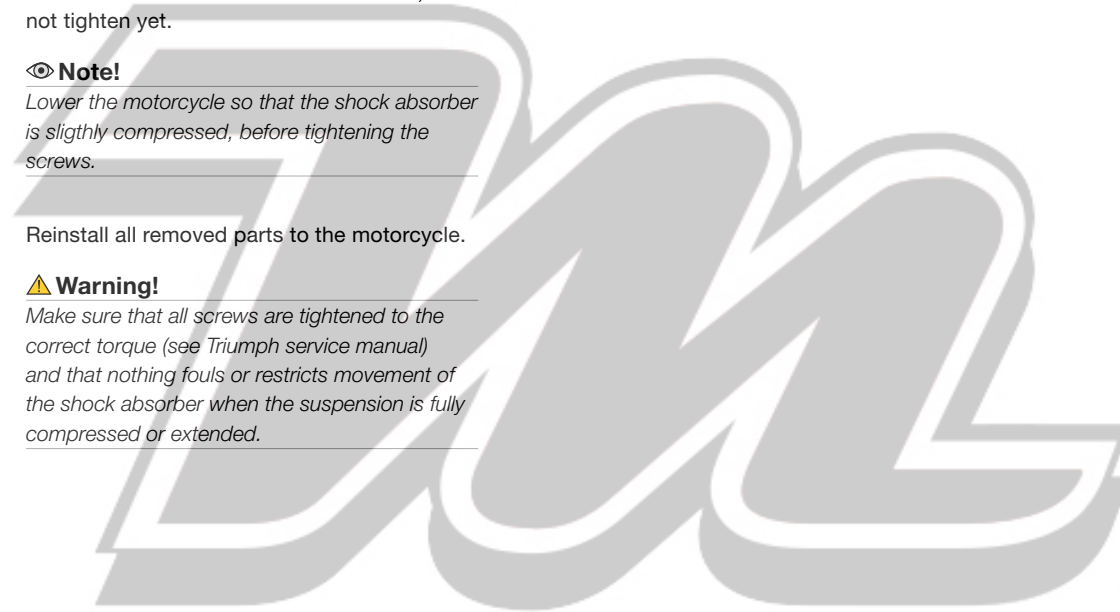 not tighten yet.
Note!
Lower the motorcycle so that the shock absorber
is sligthly compressed, before tightening the
screws.
Reinstall all removed parts to the motorcycle.
Warning!
Make sure that all screws are tightened to the
correct torque (see Triumph service manual)
and that nothing fouls or restricts movement of
the shock absorber when the suspension is fully
compressed or extended.